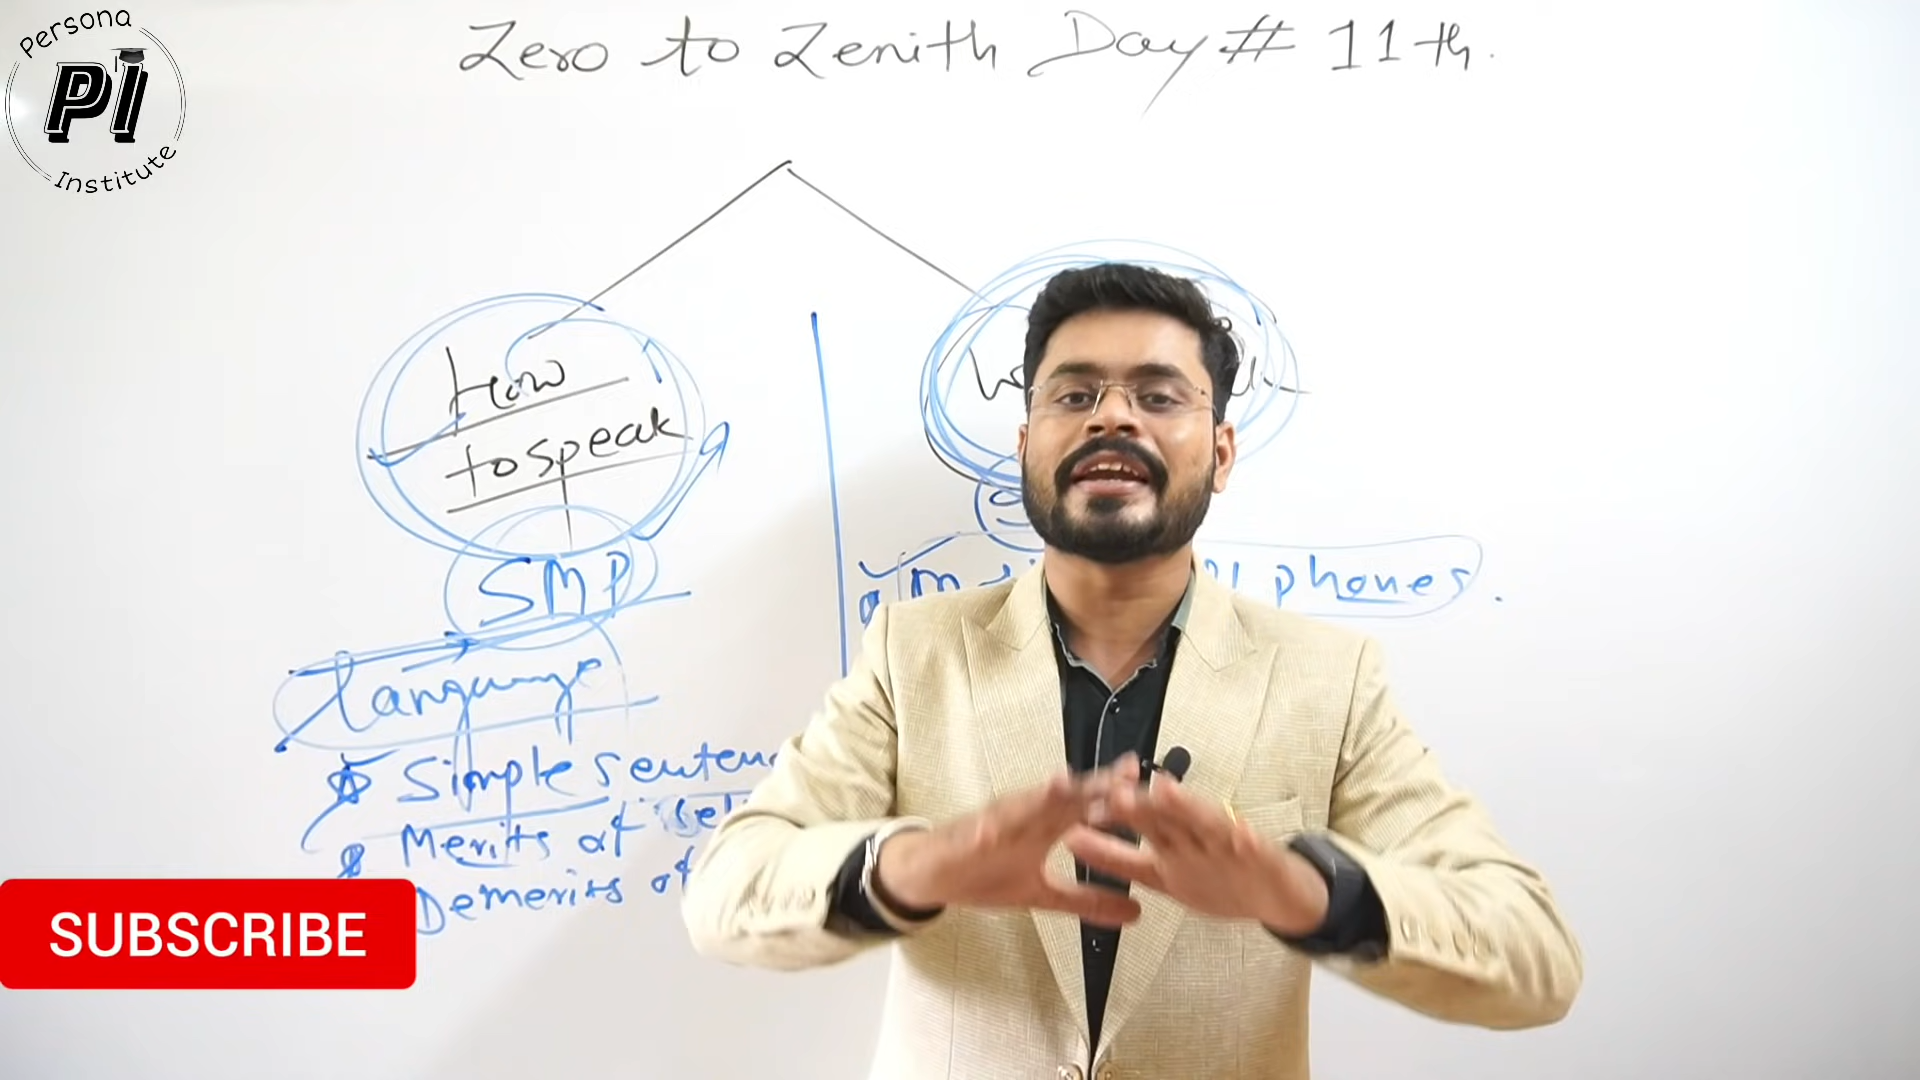 Persona
PI
Institute
Zero to Zenith Day # 11th.
How
to speak
SMP
language
Simple senten
Merits of sel
Demerits of
phones.
SUBSCRIBE